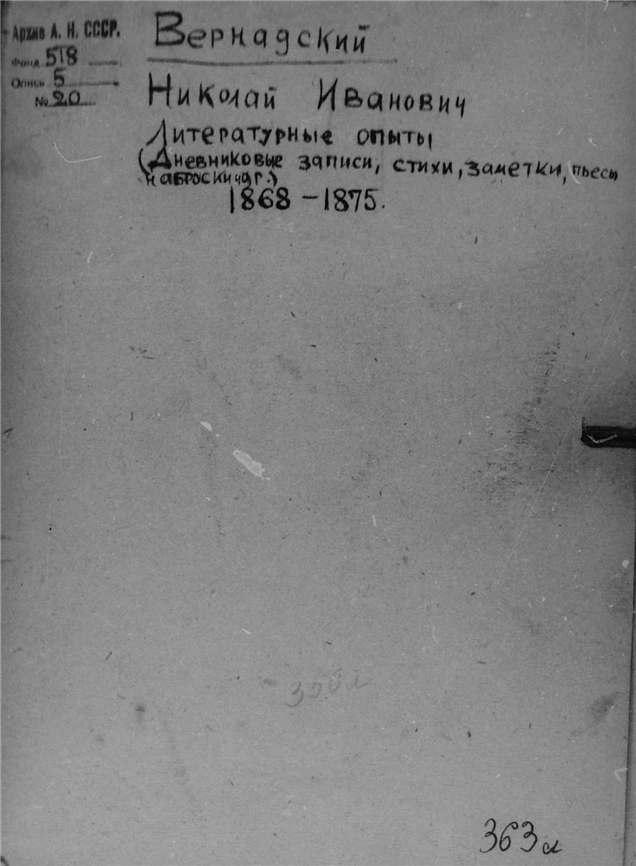 Архив А. Н. СССР.
Фонд 518
Опись 5
№ 20
Вернадский
Николай Иванович
Литературные опыты
(Дневниковые записи, стихи, заметки, пьесы
наброски и др.)
1868 – 1875.
363 л